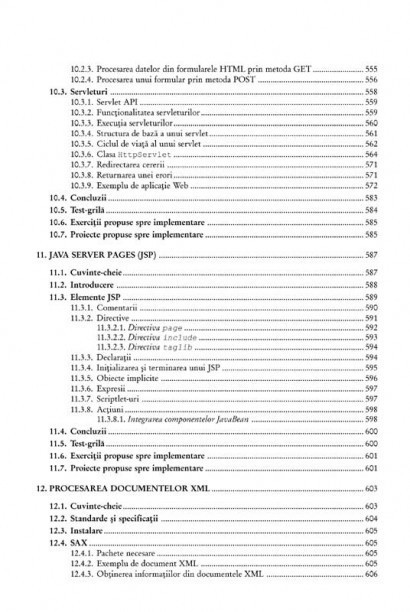 10.2.3. Procesarea datelor din formularele HTML prin metoda GET ..... 555
10.2.4. Procesarea unui formular prin metoda POST ..... 556
10.3. Servleturi ..... 558
10.3.1. Servlet API ..... 559
10.3.2. Funcționalitatea servleturilor ..... 559
10.3.3. Execuția servleturilor ..... 560
10.3.4. Structura de bază a unui servlet ..... 561
10.3.5. Ciclul de viață al unui servlet ..... 562
10.3.6. Clasa HttpServlet ..... 564
10.3.7. Redirectarea cererii ..... 571
10.3.8. Returnarea unei erori ..... 571
10.3.9. Exemplu de aplicație Web ..... 572
10.4. Concluzii ..... 583
10.5. Test-grilă ..... 584
10.6. Exerciții propuse spre implementare ..... 585
10.7. Proiecte propuse spre implementare ..... 585
11. JAVA SERVER PAGES (JSP) ..... 587
11.1. Cuvinte-cheie ..... 587
11.2. Introducere ..... 588
11.3. Elemente JSP ..... 589
11.3.1. Comentarii ..... 590
11.3.2. Directive ..... 591
11.3.2.1. Directiva page ..... 592
11.3.2.2. Directiva include ..... 593
11.3.2.3. Directiva taglib ..... 594
11.3.3. Declarații ..... 594
11.3.4. Inițializarea și terminarea unui JSP ..... 595
11.3.5. Obiecte implicite ..... 596
11.3.6. Expresii ..... 597
11.3.7. Scriptlet-uri ..... 597
11.3.8. Acțiuni ..... 598
11.3.8.1. Integrarea componentelor JavaBean ..... 598
11.4. Concluzii ..... 600
11.5. Test-grilă ..... 600
11.6. Exerciții propuse spre implementare ..... 601
11.7. Proiecte propuse spre implementare ..... 601
12. PROCESAREA DOCUMENTELOR XML ..... 603
12.1. Cuvinte-cheie ..... 603
12.2. Standarde și specificații ..... 604
12.3. Instalare ..... 605
12.4. SAX ..... 605
12.4.1. Pachete necesare ..... 605
12.4.2. Exemplu de document XML ..... 605
12.4.3. Obținerea informațiilor din documentele XML ..... 606